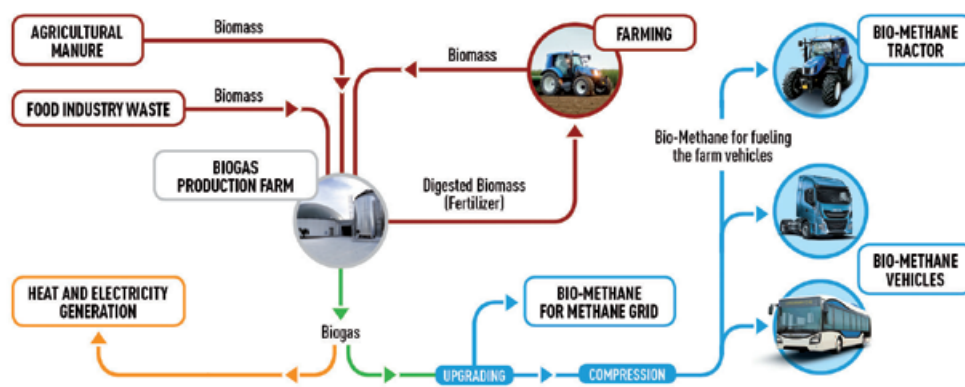 AGRICULTURAL
MANURE
Biomass
Biomass
FARMING
BIO-METHANE
TRACTOR
FOOD INDUSTRY WASTE
Biomass
Bio-Methane for fueling
the farm vehicles
BIOGAS
PRODUCTION FARM
Digested Biomass
(Fertilizer)
HEAT AND ELECTRICITY
GENERATION
Biogas
BIO-METHANE
FOR METHANE GRID
BIO-METHANE
VEHICLES
UPGRADING
COMPRESSION